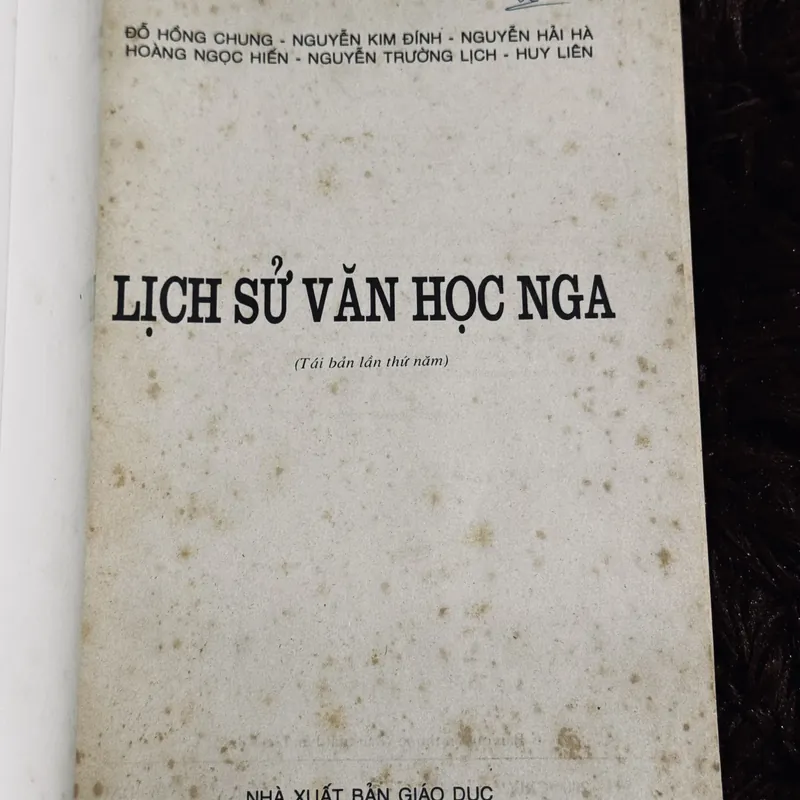 ĐỖ HỒNG CHUNG - NGUYỄN KIM ĐÍNH - NGUYỄN HẢI HÀ
HOÀNG NGỌC HIẾN - NGUYỄN TRƯỜNG LỊCH - HUY LIÊN
LỊCH SỬ VĂN HỌC NGA
(Tái bản lần thứ năm)
NHÀ XUẤT BẢN GIÁO DỤC